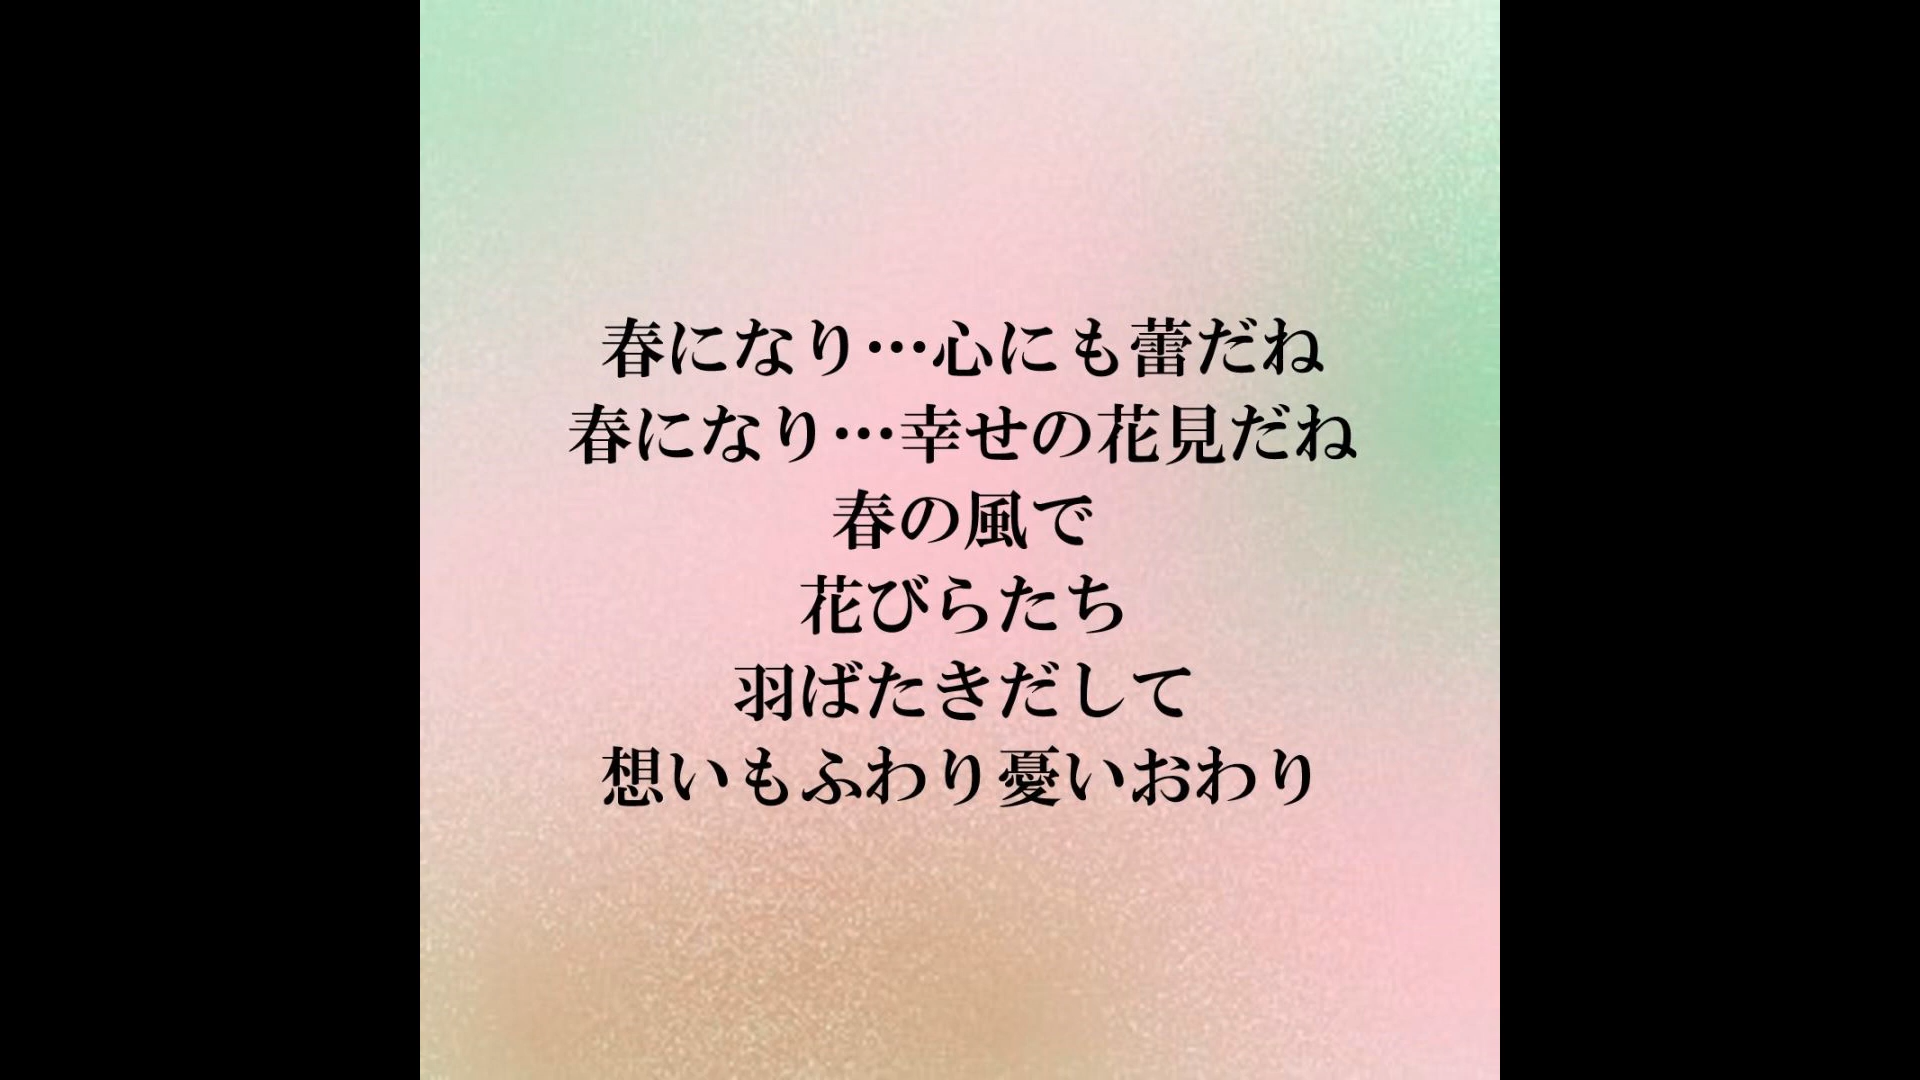 春になり…心にも蕾だね
春になり…幸せの花見だね
春の風で
花びらたち
羽ばたきだして
想いもふわり憂いおわり